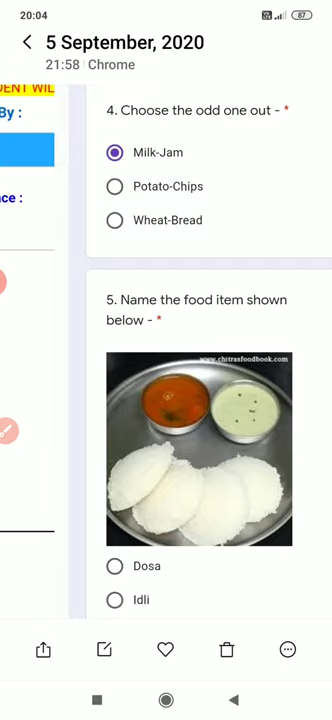 20:04
87
5 September, 2020
21:58 Chrome
DENT WIL
By :
ce :
4. Choose the odd one out - *
Milk-Jam
Potato-Chips
Wheat-Bread
5. Name the food item shown
below - *
www.chitrasfoodbook.com
Dosa
Idli